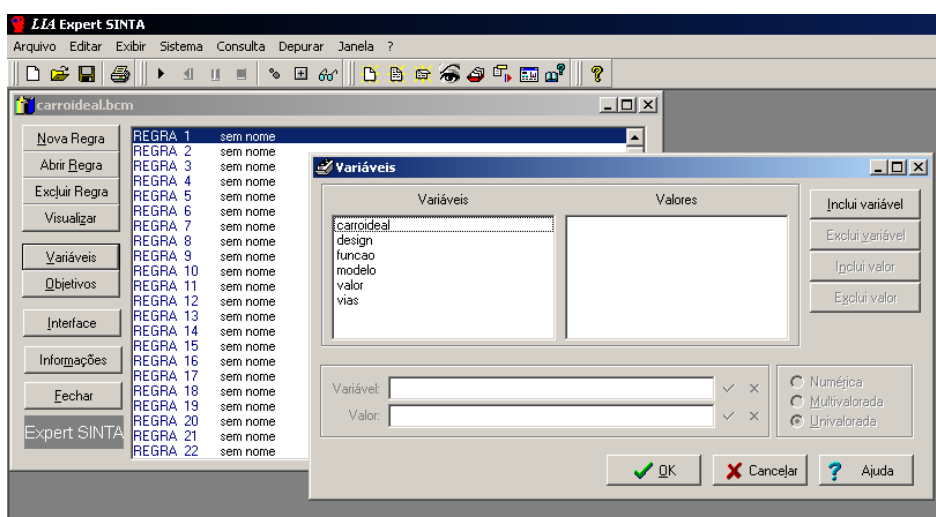 LIA Expert SINTA
Arquivo Editar Exibir Sistema Consulta Depurar Janela ?
carroideal.bcm
Nova Regra
Abrir Regra
Excluir Regra
Visualizar
Variáveis
Objetivos
Interface
Informações
Fechar
Expert SINTA
REGRA 1 sem nome
REGRA 2 sem nome
REGRA 3 sem nome
REGRA 4 sem nome
REGRA 5 sem nome
REGRA 6 sem nome
REGRA 7 sem nome
REGRA 8 sem nome
REGRA 9 sem nome
REGRA 10 sem nome
REGRA 11 sem nome
REGRA 12 sem nome
REGRA 13 sem nome
REGRA 14 sem nome
REGRA 15 sem nome
REGRA 16 sem nome
REGRA 17 sem nome
REGRA 18 sem nome
REGRA 19 sem nome
REGRA 20 sem nome
REGRA 21 sem nome
REGRA 22 sem nome
Variáveis
Variáveis
carroideal
design
funcao
modelo
valor
vias
Valores
Inclui variável
Exclui variável
Inclui valor
Exclui valor
Variável:
Valor:
Numérica
Multivalorada
Univalorada
OK
Cancelar
Ajuda